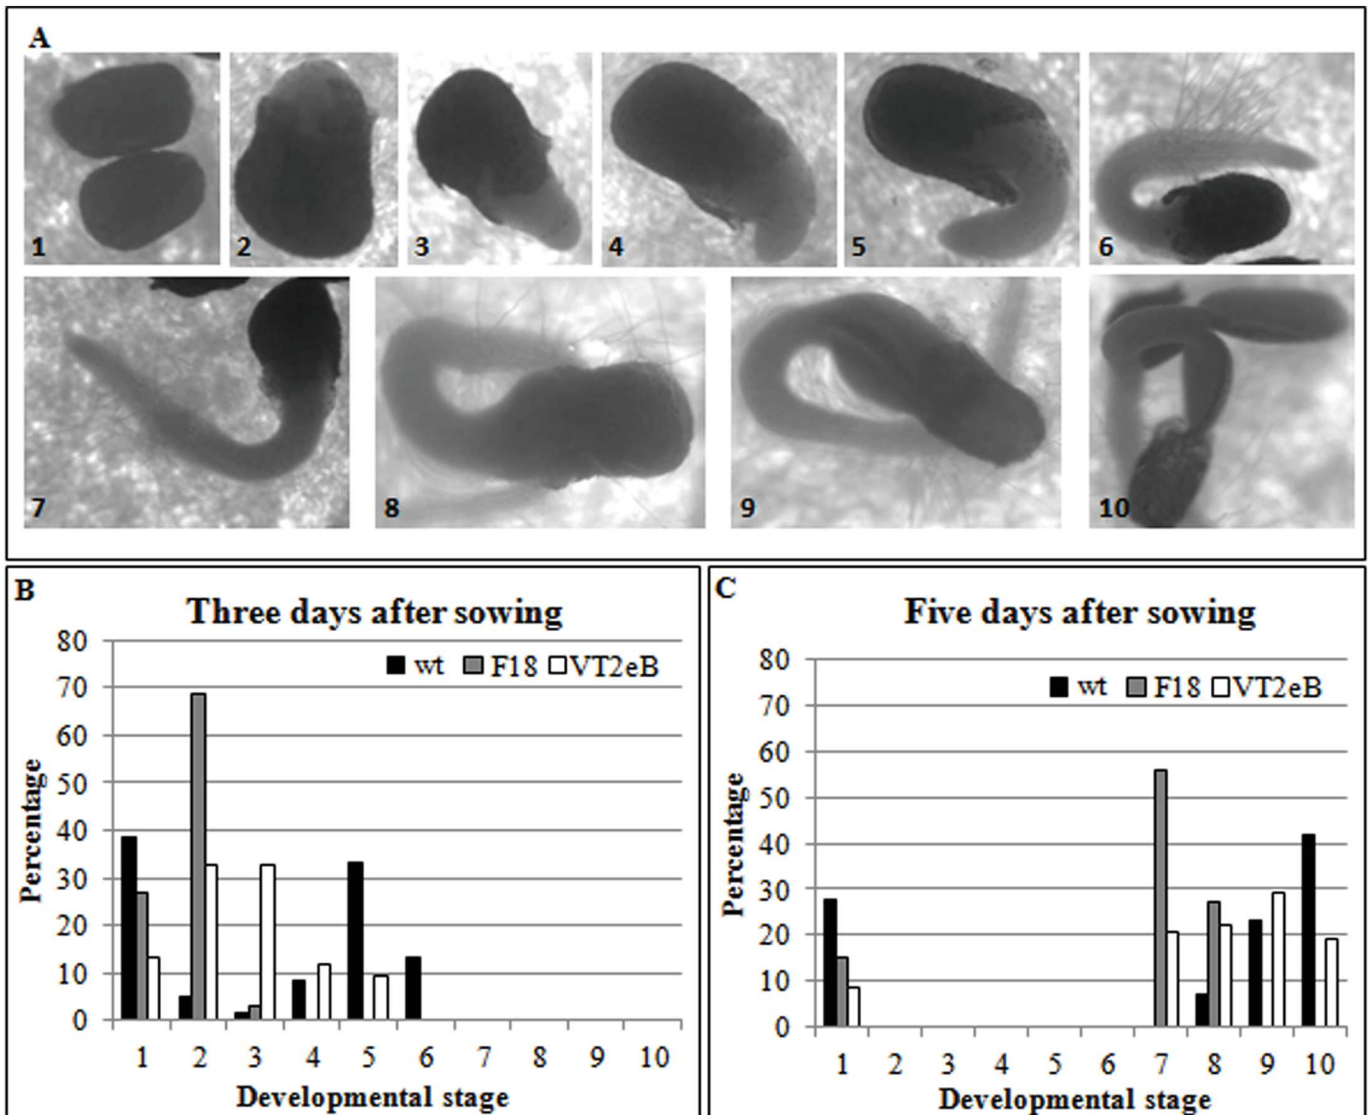 A
1 2 3 4 5 6
7 8 9 10
B
Three days after sowing
wt F18 VT2eB
80
70
60
50
40
30
20
10
0
Percentage
1 2 3 4 5 6 7 8 9 10
Developmental stage
C
Five days after sowing
wt F18 VT2eB
80
70
60
50
40
30
20
10
0
Percentage
1 2 3 4 5 6 7 8 9 10
Developmental stage